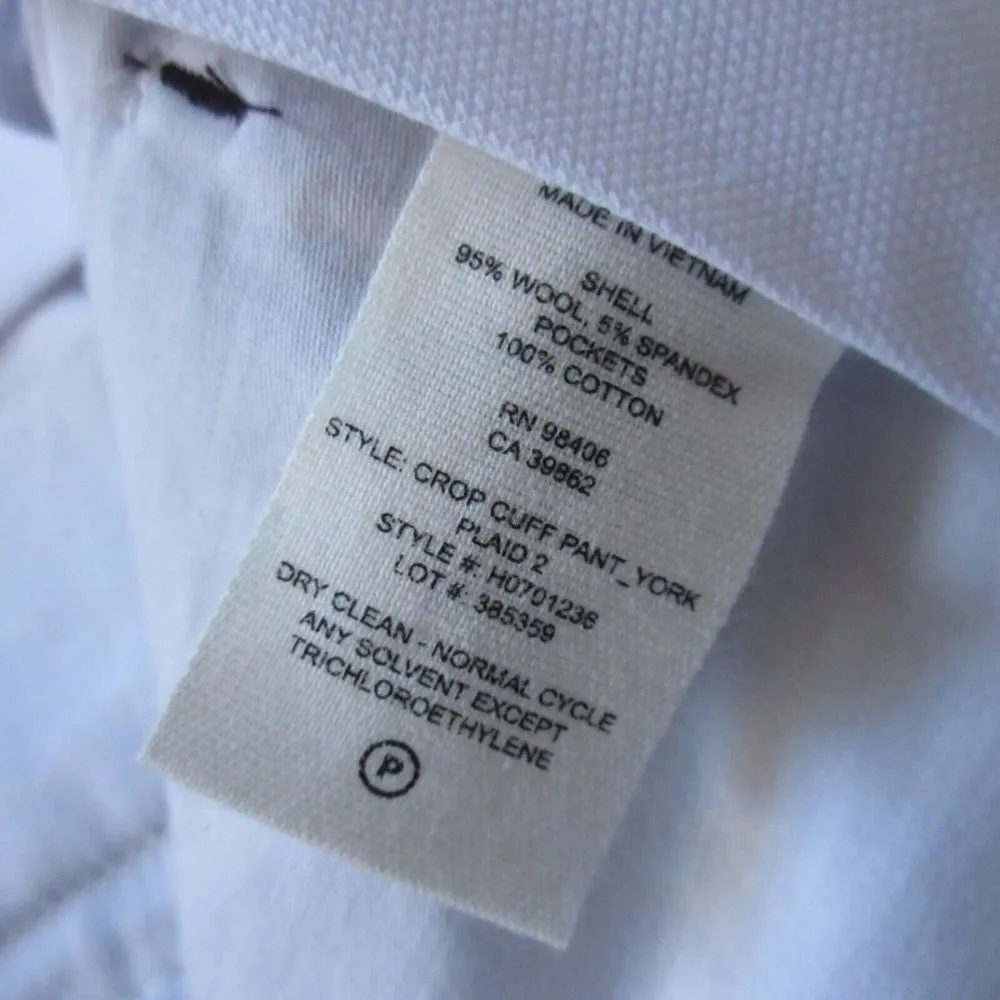 MADE IN VIETNAM
SHELL
95% WOOL, 5% SPANDEX
POCKETS
100% COTTON
RN 98406
CA 39862
STYLE: CROP CUFF PANT_YORK
PLAID 2
STYLE #: H0701236
LOT #: 385359
DRY CLEAN - NORMAL CYCLE
ANY SOLVENT EXCEPT
TRICHLOROETHYLENE
P